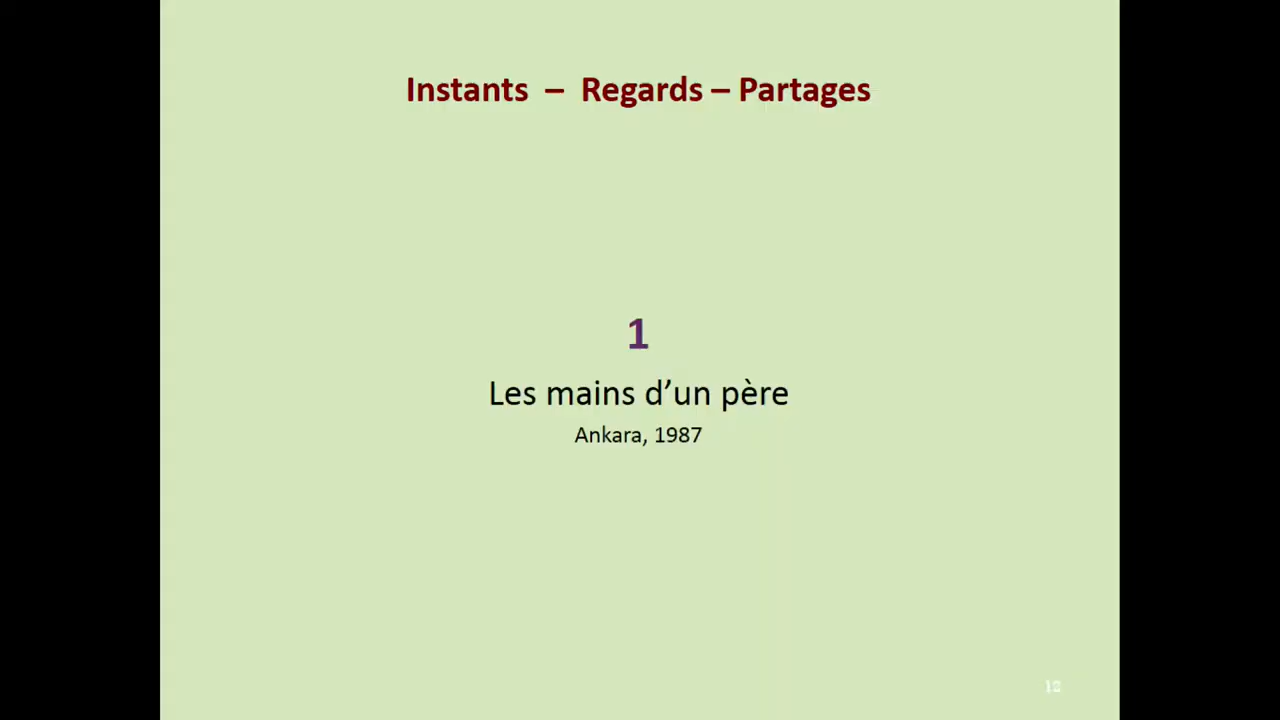 Instants – Regards – Partages
1
Les mains d’un père
Ankara, 1987